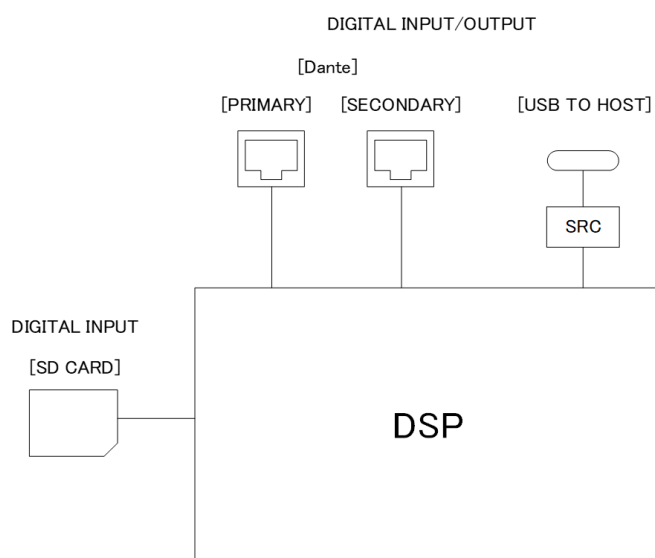 DIGITAL INPUT/OUTPUT
[Dante]
[PRIMARY] [SECONDARY] [USB TO HOST]
SRC
DIGITAL INPUT
[SD CARD]
DSP